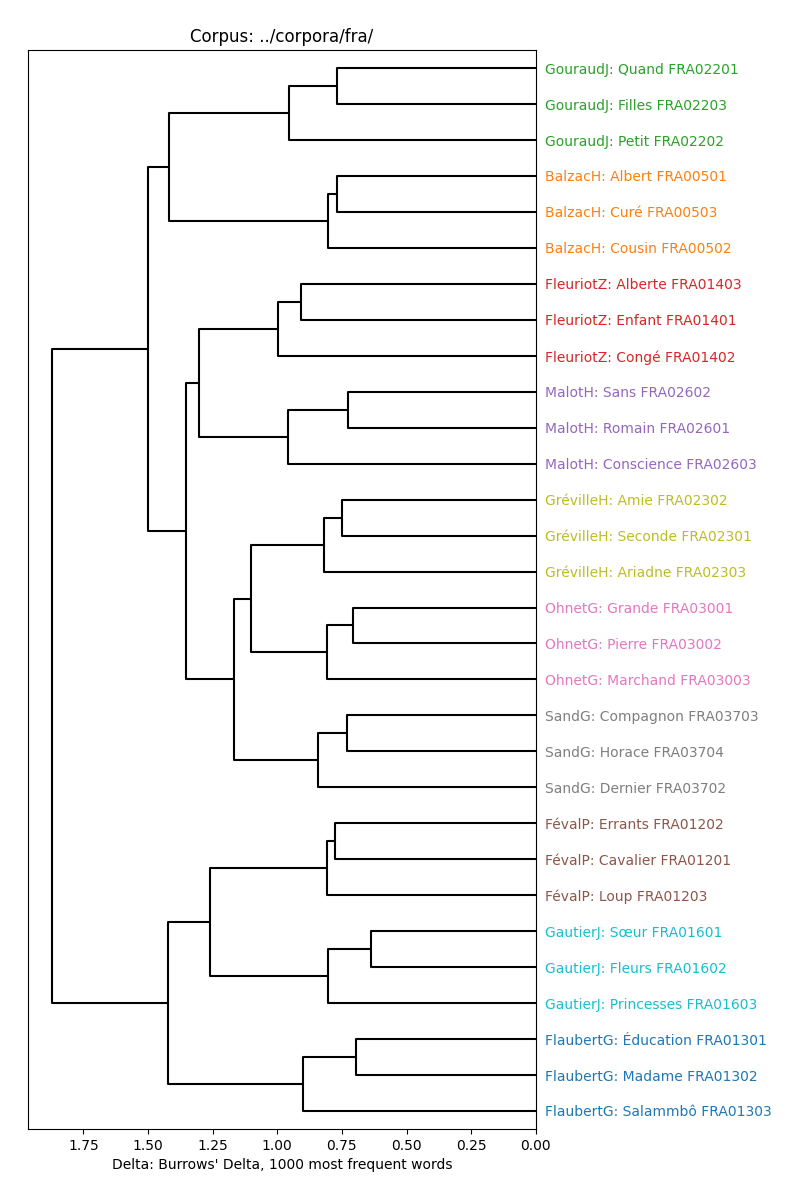 Corpus: ../corpora/fra/
GouraudJ: Quand FRA02201
GouraudJ: Filles FRA02203
GouraudJ: Petit FRA02202
BalzacH: Albert FRA00501
BalzacH: Curé FRA00503
BalzacH: Cousin FRA00502
FleuriotZ: Alberte FRA01403
FleuriotZ: Enfant FRA01401
FleuriotZ: Congé FRA01402
MalotH: Sans FRA02602
MalotH: Romain FRA02601
MalotH: Conscience FRA02603
GrévilleH: Amie FRA02302
GrévilleH: Seconde FRA02301
GrévilleH: Ariadne FRA02303
OhnetG: Grande FRA03001
OhnetG: Pierre FRA03002
OhnetG: Marchand FRA03003
SandG: Compagnon FRA03703
SandG: Horace FRA03704
SandG: Dernier FRA03702
FévalP: Errants FRA01202
FévalP: Cavalier FRA01201
FévalP: Loup FRA01203
GautierJ: Sœur FRA01601
GautierJ: Fleurs FRA01602
GautierJ: Princesses FRA01603
FlaubertG: Éducation FRA01301
FlaubertG: Madame FRA01302
FlaubertG: Salammbô FRA01303
1.75 1.50 1.25 1.00 0.75 0.50 0.25 0.00
Delta: Burrows' Delta, 1000 most frequent words